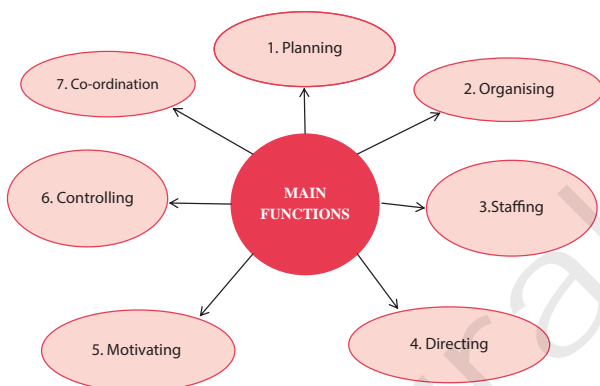 1. Planning
2. Organising
3.Staffing
4. Directing
5. Motivating
6. Controlling
7. Co-ordination
MAIN
FUNCTIONS